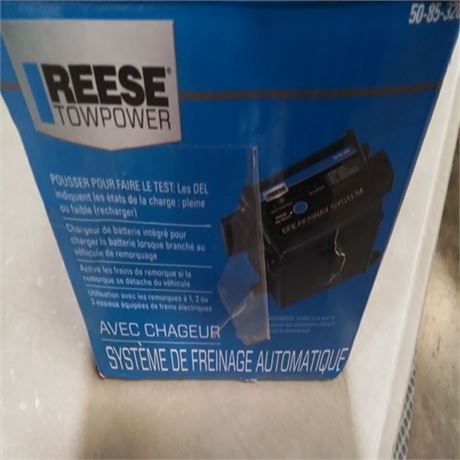 50-85-320
REESE
TOWPOWER
POUSSER POUR FAIRE LE TEST. Les DEL
indiquent les états de la charge : pleine
ou faible (recharger)
Chargeur de batterie intégré pour
charger la batterie lorsque branché au
véhicule de remorquage
Active les freins de remorque si la
remorque se détache du véhicule
Utilisation avec les remorques à 1, 2 ou
3 essieux équipées de freins électriques
BREAKAWAY SYSTEM
AVEC CHAGEUR
SYSTÈME DE FREINAGE AUTOMATIQUE